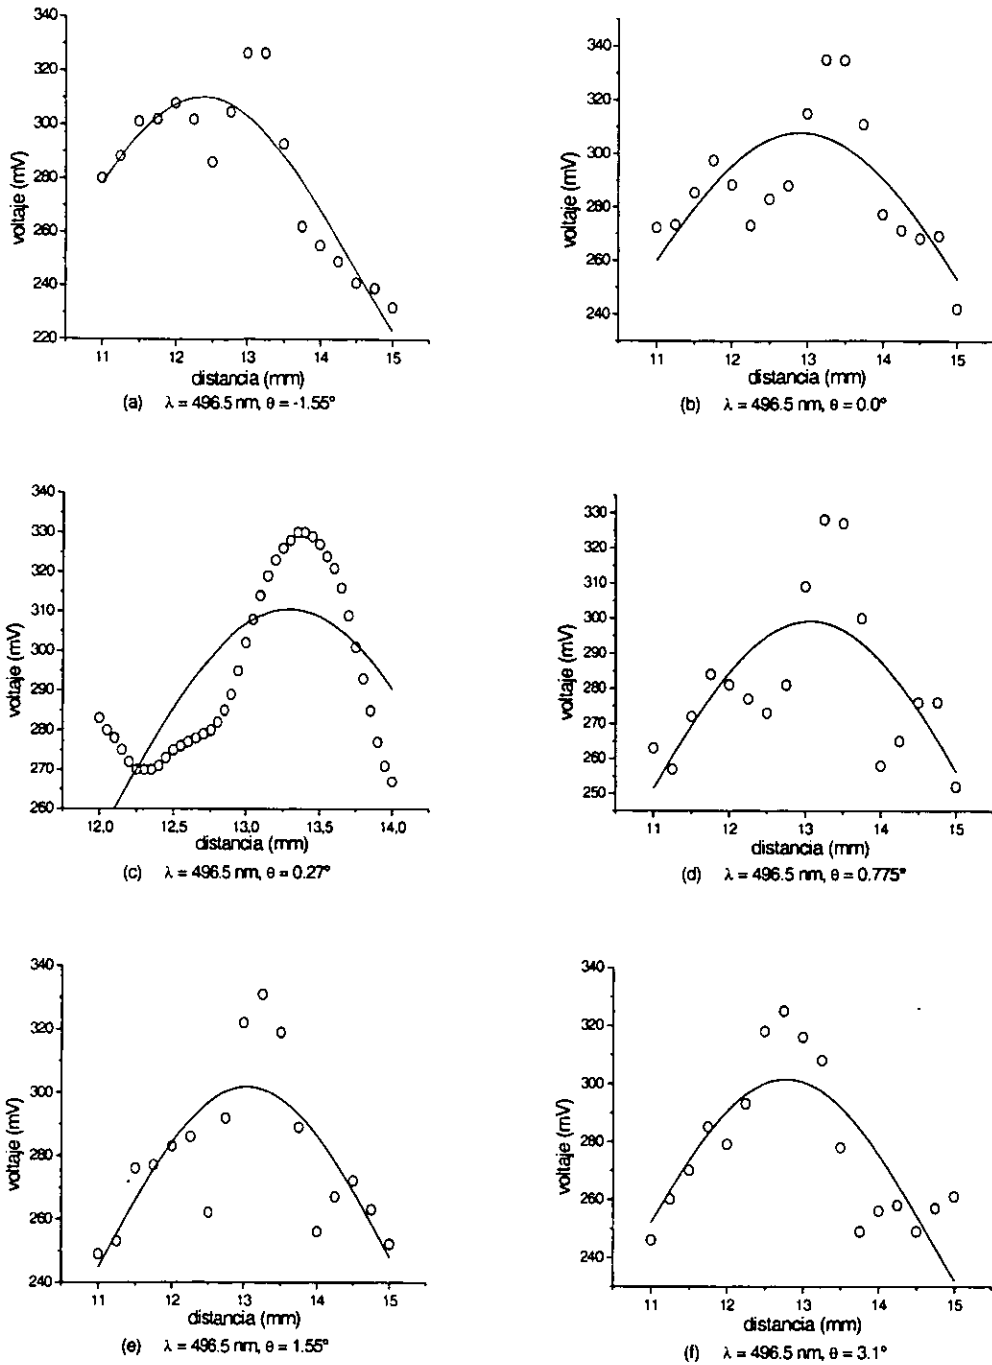 340
320
300
280
260
240
220
voltaje (mV)
11 12 13 14 15
distancia (mm)
(a) λ = 496.5 nm, θ = -1.55°
340
320
300
280
260
240
voltaje (mV)
11 12 13 14 15
distancia (mm)
(b) λ = 496.5 nm, θ = 0.0°
340
330
320
310
300
290
280
270
260
voltaje (mV)
12,0 12,5 13,0 13,5 14,0
distancia (mm)
(c) λ = 496.5 nm, θ = 0.27°
330
320
310
300
290
280
270
260
250
voltaje (mV)
11 12 13 14 15
distancia (mm)
(d) λ = 496.5 nm, θ = 0.775°
340
320
300
280
260
240
voltaje (mV)
11 12 13 14 15
distancia (mm)
(e) λ = 496.5 nm, θ = 1.55°
340
320
300
280
260
240
voltaje (mV)
11 12 13 14 15
distancia (mm)
(f) λ = 496.5 nm, θ = 3.1°